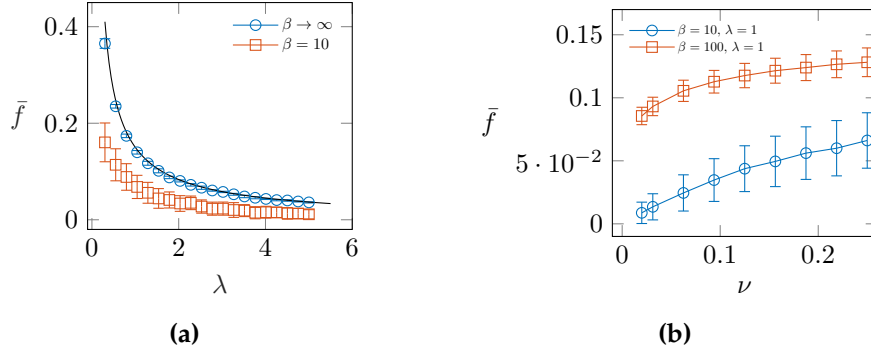 0.4
0.2
0
f̄
0 2 4 6
λ
β → ∞
β = 10
(a)
0.15
0.1
5 · 10⁻²
0
f̄
0 0.1 0.2
ν
β = 10, λ = 1
β = 100, λ = 1
(b)